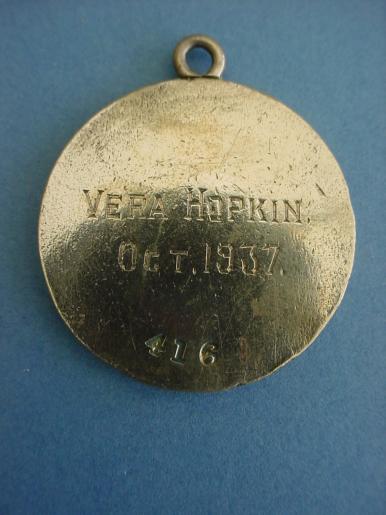 VERA HOPKIN.
OCT. 1937.
416